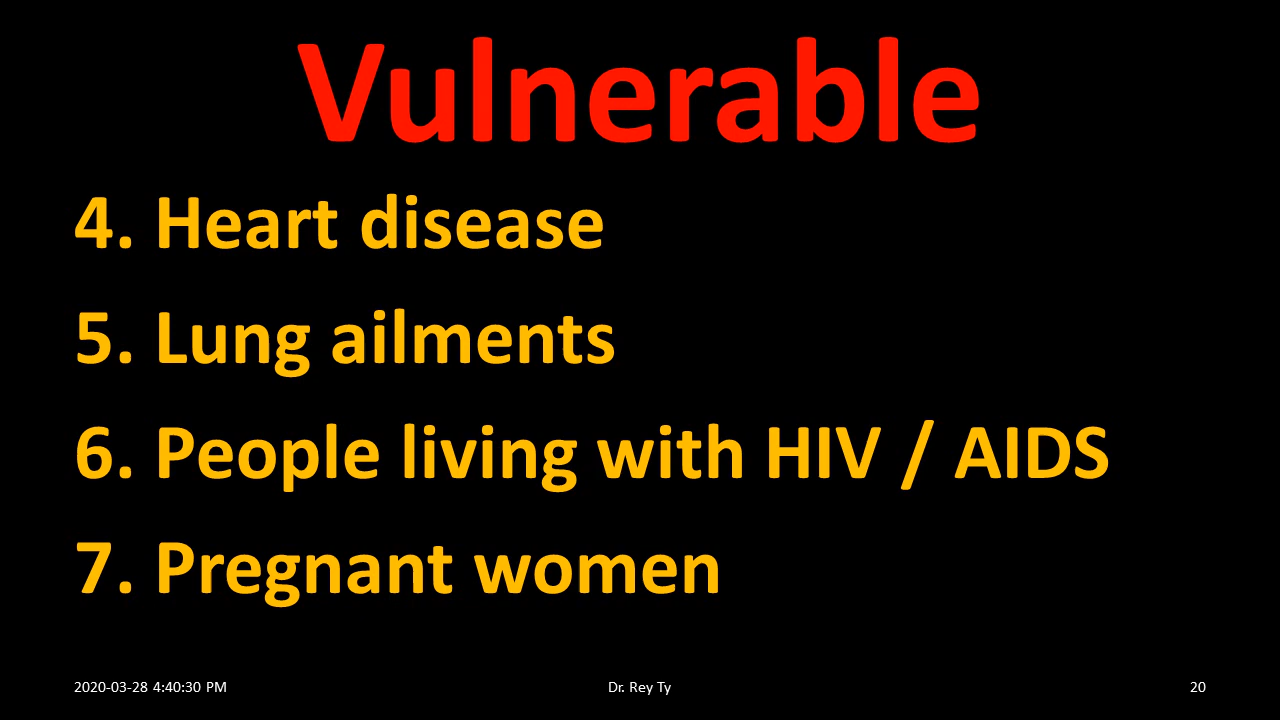 Vulnerable
4. Heart disease
5. Lung ailments
6. People living with HIV / AIDS
7. Pregnant women
2020-03-28 4:40:30 PM
Dr. Rey Ty
20